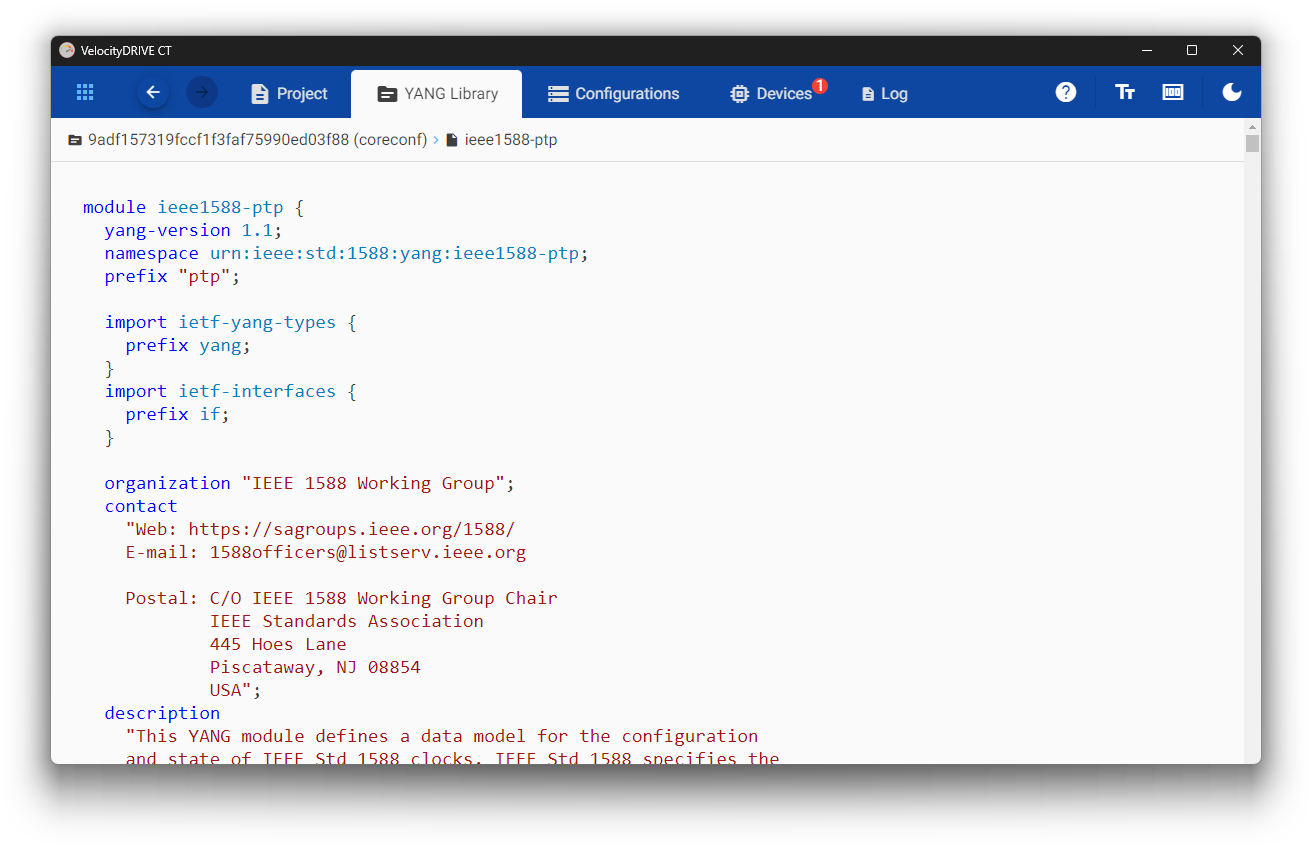 VelocityDRIVE CT
Project YANG Library Configurations Devices 1 Log
9adf157319fccf1f3faf75990ed03f88 (coreconf) › ieee1588-ptp
module ieee1588-ptp {
  yang-version 1.1;
  namespace urn:ieee:std:1588:yang:ieee1588-ptp;
  prefix "ptp";
  import ietf-yang-types {
    prefix yang;
  }
  import ietf-interfaces {
    prefix if;
  }
  organization "IEEE 1588 Working Group";
  contact
    "Web: https://sagroups.ieee.org/1588/
    E-mail: 1588officers@listserv.ieee.org
    Postal: C/O IEEE 1588 Working Group Chair
            IEEE Standards Association
            445 Hoes Lane
            Piscataway, NJ 08854
            USA";
  description
    "This YANG module defines a data model for the configuration
    and state of IEEE Std 1588 clocks. IEEE Std 1588 specifies the